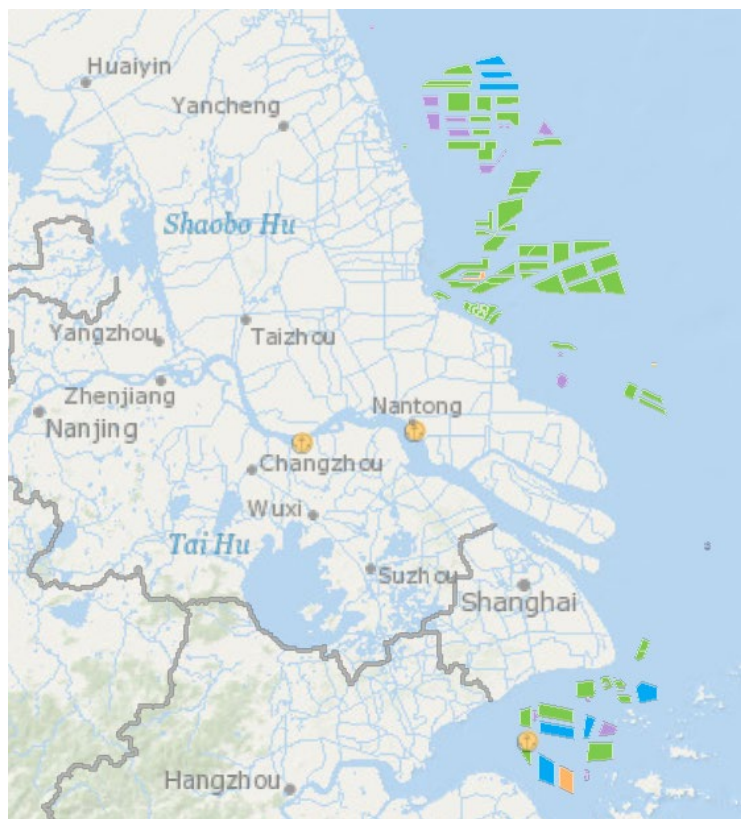 Huaiyin
Yancheng
Shaobo Hu
Yangzhou
Taizhou
Zhenjiang
Nantong
Nanjing
Changzhou
Wuxi
Tai Hu
Suzhou
Shanghai
Hangzhou